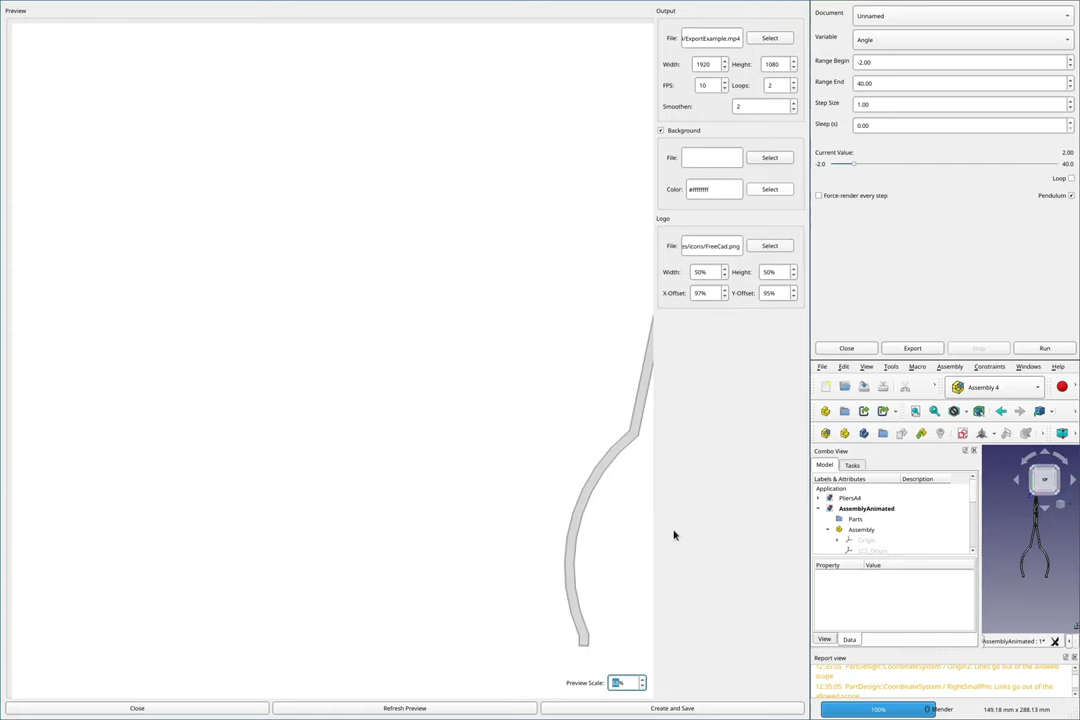 Preview
Output
File: l/ExportExample.mp4 Select
Width: 1920 Height: 1080
FPS: 10 Loops: 2
Smoothen: 2
Background
File: Select
Color: #ffffffff Select
Logo
File: es/icons/FreeCad.png Select
Width: 50% Height: 50%
X-Offset: 97% Y-Offset: 95%
Preview Scale:
Close Refresh Preview Create and Save
Document Unnamed
Variable Angle
Range Begin -2.00
Range End 40.00
Step Size 1.00
Sleep (s) 0.00
Current Value: 2.00
-2.0 40.0
Loop
Force-render every step Pendulum
Close Export Stop Run
File Edit View Tools Macro Assembly Constraints Windows Help
Assembly 4
Combo View
Model Tasks
Labels & Attributes Description
Application
PliersA4
AssemblyAnimated
Parts
Assembly
Origin
LCS_Origin
Property Value
View Data
AssemblyAnimated : 1*
Report view
12:35:05 PartDesign::CoordinateSystem / Origin2: Links go out of the allowed
scope
12:35:05 PartDesign::CoordinateSystem / RightSmallPin: Links go out of the
allowed scope
100% Blender 149.18 mm x 288.13 mm